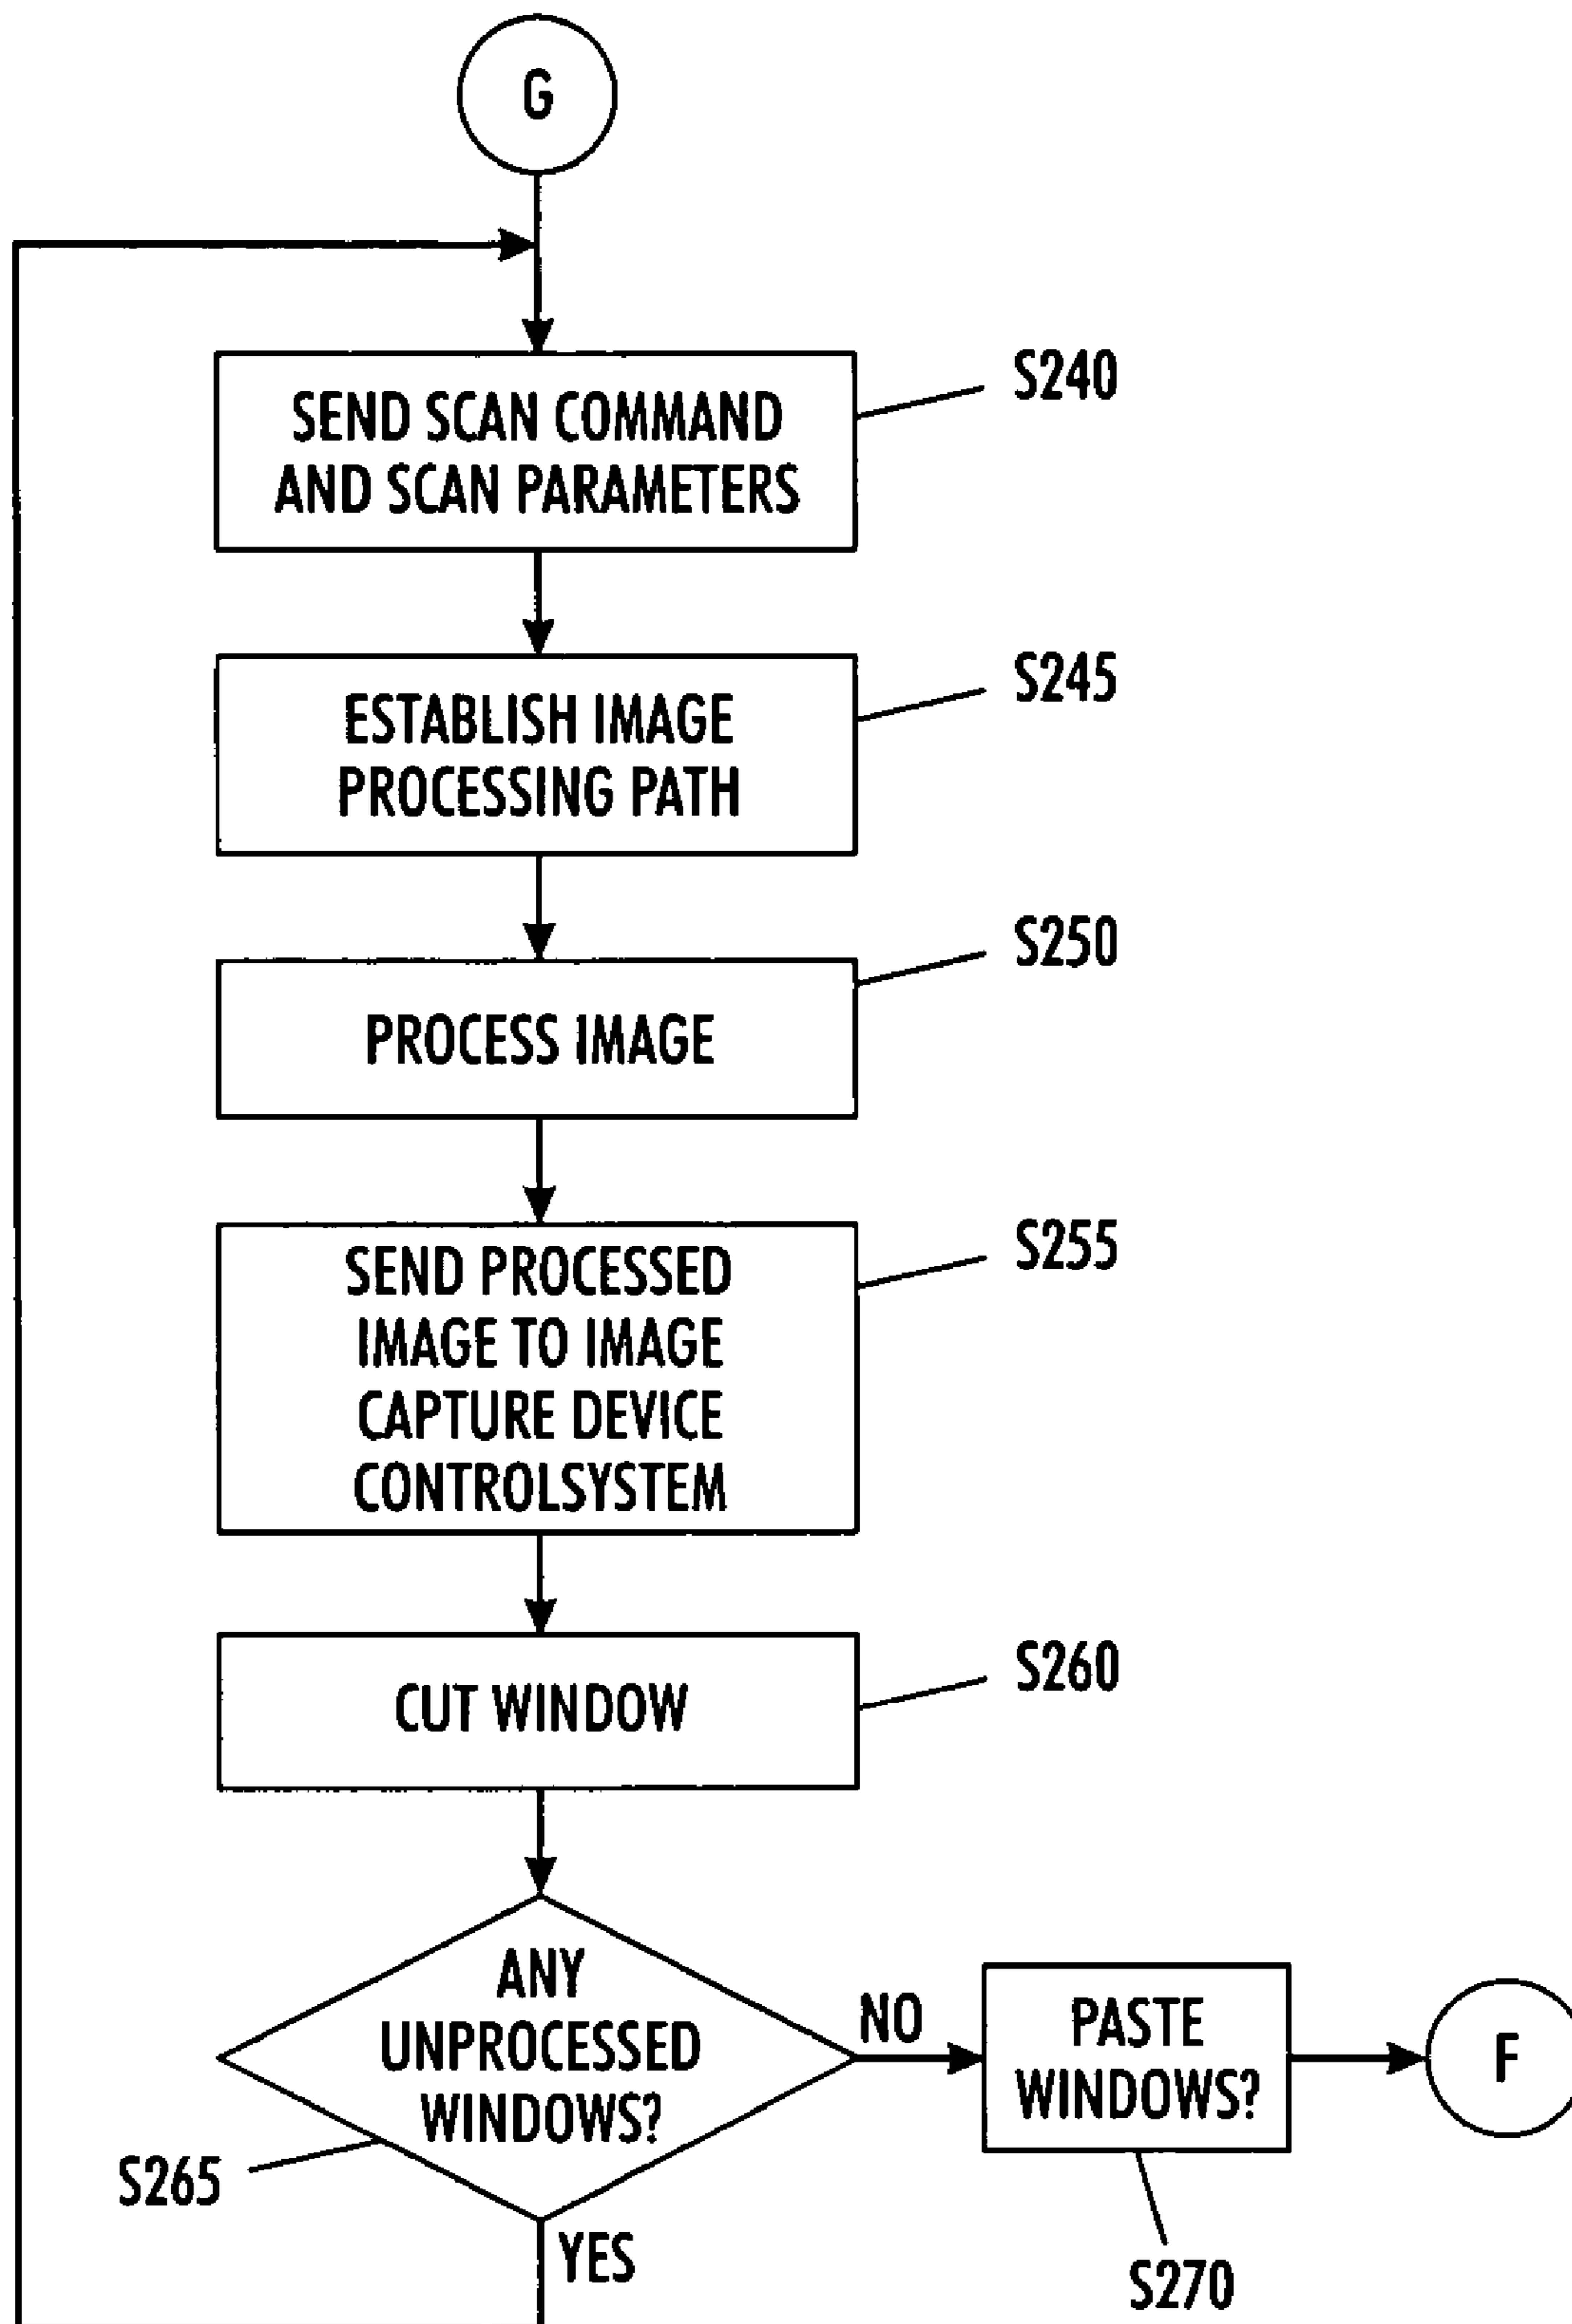 G
SEND SCAN COMMAND
AND SCAN PARAMETERS
S240
ESTABLISH IMAGE
PROCESSING PATH
S245
PROCESS IMAGE
S250
SEND PROCESSED
IMAGE TO IMAGE
CAPTURE DEVICE
CONTROLSYSTEM
S255
CUT WINDOW
S260
ANY
UNPROCESSED
WINDOWS?
S265
NO
YES
PASTE
WINDOWS?
S270
F